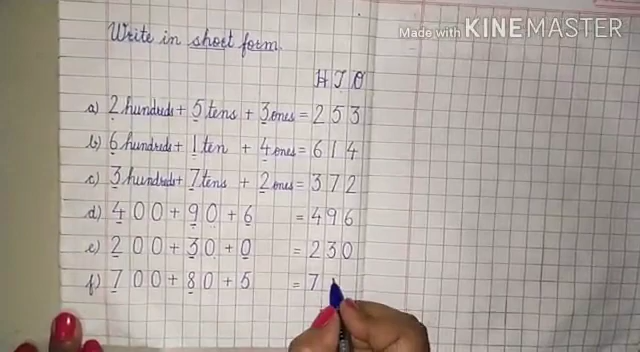 Made with KINEMASTER
Write in short form.
H T O
a) 2 hundreds + 5 tens + 3 ones = 2 5 3
b) 6 hundreds + 1 ten + 4 ones = 6 1 4
c) 3 hundreds + 7 tens + 2 ones = 3 7 2
d) 4 0 0 + 9 0 + 6 = 4 9 6
e) 2 0 0 + 3 0 + 0 = 2 3 0
f) 7 0 0 + 8 0 + 5 = 7